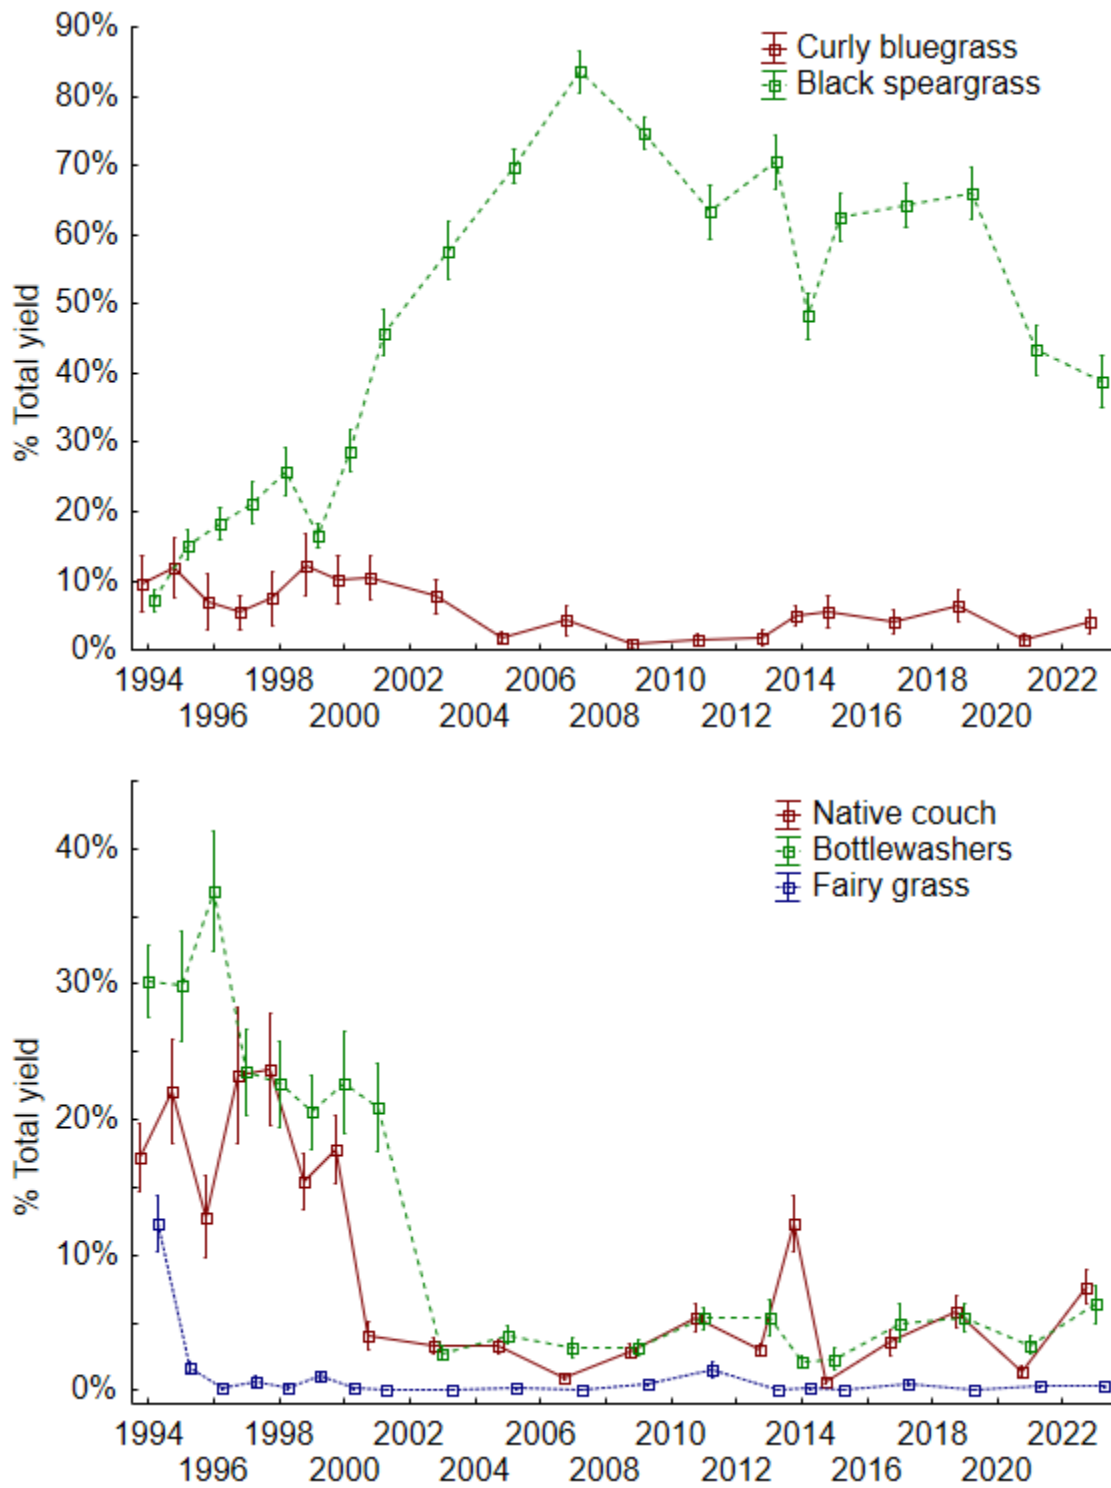 90%
Curly bluegrass
80%
Black speargrass
70%
60%
50%
40%
30%
20%
10%
0%
% Total yield
1994 1998 2002 2006 2010 2014 2018 2022
1996 2000 2004 2008 2012 2016 2020
Native couch
40%
Bottlewashers
Fairy grass
30%
20%
10%
0%
% Total yield
1994 1998 2002 2006 2010 2014 2018 2022
1996 2000 2004 2008 2012 2016 2020